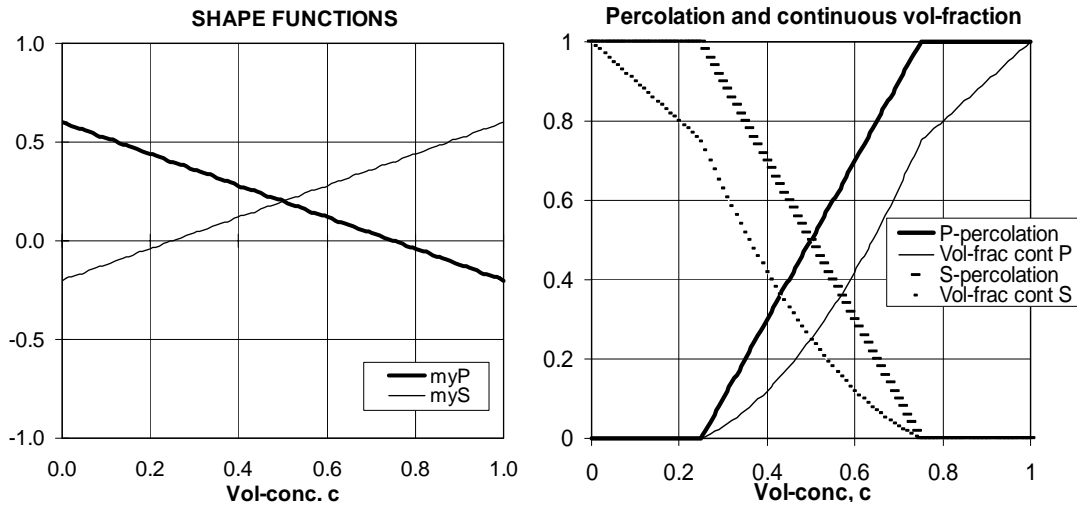 SHAPE FUNCTIONS
1.0
0.5
0.0
-0.5
-1.0
myP
myS
0.0 0.2 0.4 0.6 0.8 1.0
Vol-conc. c
Percolation and continuous vol-fraction
1
0.8
0.6
0.4
0.2
0
P-percolation
Vol-frac cont P
S-percolation
Vol-frac cont S
0 0.2 0.4 0.6 0.8 1
Vol-conc, c